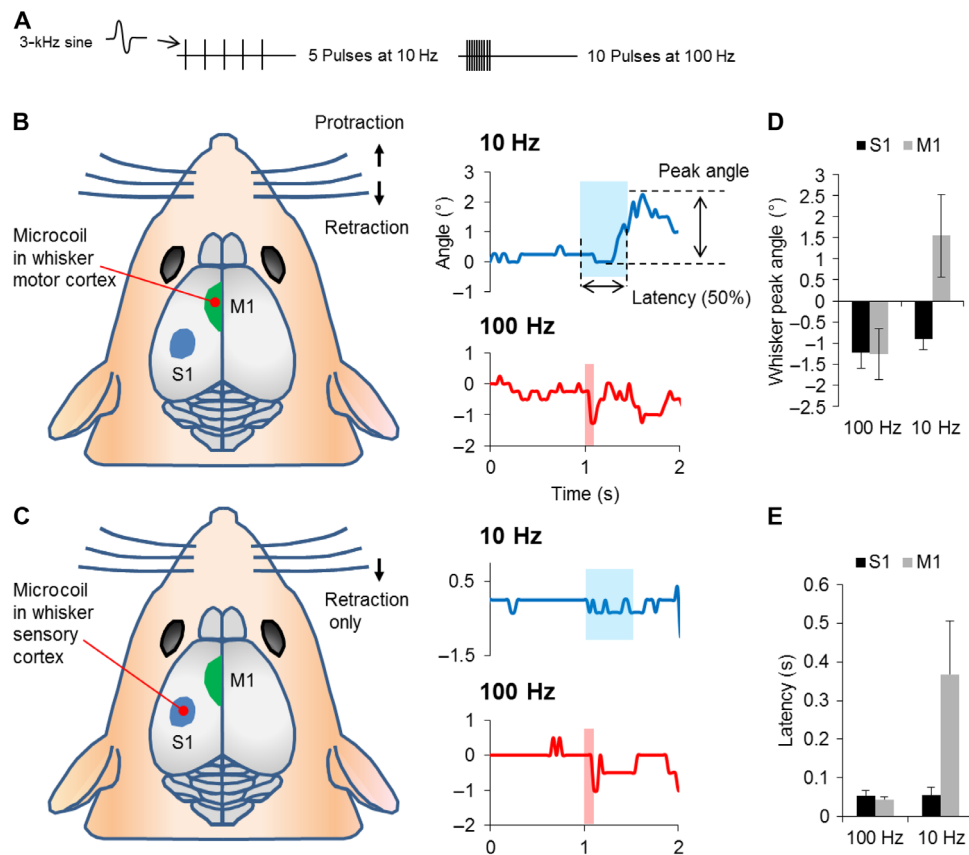 A
3-kHz sine
5 Pulses at 10 Hz
10 Pulses at 100 Hz
B
Protraction
Retraction
Microcoil
in whisker
motor cortex
M1
S1
10 Hz
Peak angle
Angle (°)
4
3
2
1
0
–1
Latency (50%)
100 Hz
1
0
–1
–2
0
1
2
Time (s)
D
S1
M1
Whisker peak angle (°)
3
2.5
2
1.5
1
0.5
0
–0.5
–1
–1.5
–2
–2.5
100 Hz
10 Hz
C
Retraction
only
Microcoil
in whisker
sensory
cortex
M1
S1
10 Hz
0.5
–1.5
100 Hz
1
0
–1
–2
0
1
2
E
S1
M1
Latency (s)
0.6
0.5
0.4
0.3
0.2
0.1
0
100 Hz
10 Hz